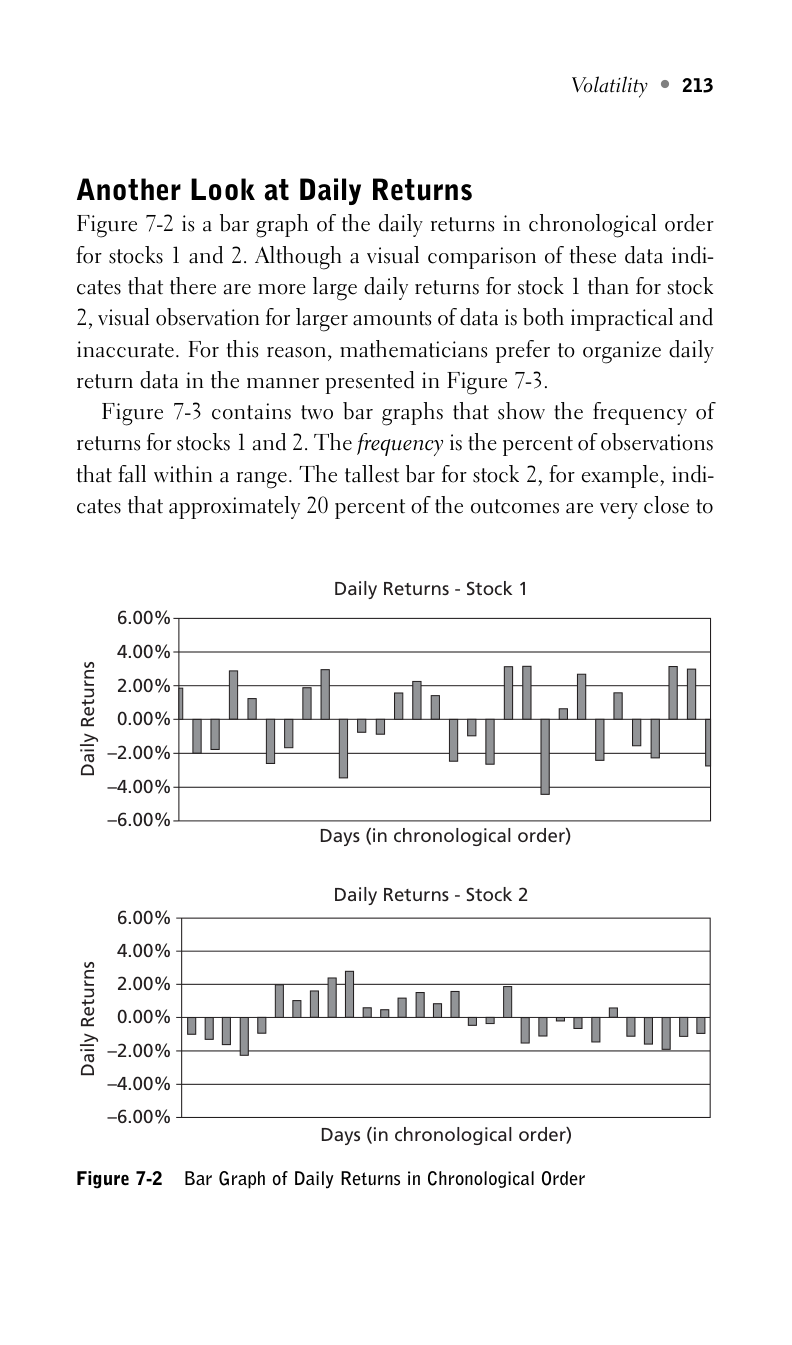 Volatility • 213
Another Look at Daily Returns
Figure 7-2 is a bar graph of the daily returns in chronological order
for stocks 1 and 2. Although a visual comparison of these data indi-
cates that there are more large daily returns for stock 1 than for stock
2, visual observation for larger amounts of data is both impractical and
inaccurate. For this reason, mathematicians prefer to organize daily
return data in the manner presented in Figure 7-3.
Figure 7-3 contains two bar graphs that show the frequency of
returns for stocks 1 and 2. The frequency is the percent of observations
that fall within a range. The tallest bar for stock 2, for example, indi-
cates that approximately 20 percent of the outcomes are very close to
Daily Returns - Stock 1
Daily Returns
6.00%
4.00%
2.00%
0.00%
–2.00%
–4.00%
–6.00%
Days (in chronological order)
Daily Returns - Stock 2
Daily Returns
6.00%
4.00%
2.00%
0.00%
–2.00%
–4.00%
–6.00%
Days (in chronological order)
Figure 7-2 Bar Graph of Daily Returns in Chronological Order